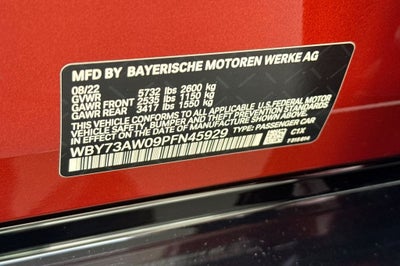 MFD BY BAYERISCHE MOTOREN WERKE AG
08/22
GVWR 5732 lbs 2600 kg
GAWR FRONT 2535 lbs 1150 kg
GAWR REAR 3417 lbs 1550 kg
THIS VEHICLE CONFORMS TO ALL APPLICABLE U.S.FEDERAL MOTOR
VEHICLE SAFETY, BUMPER AND THEFT PREVENTION STANDARDS
IN EFFECT ON THE DATE OF MANUFACTURE SHOWN ABOVE.
WBY73AW09PFN45929 TYPE: PASSENGER CAR
C1X